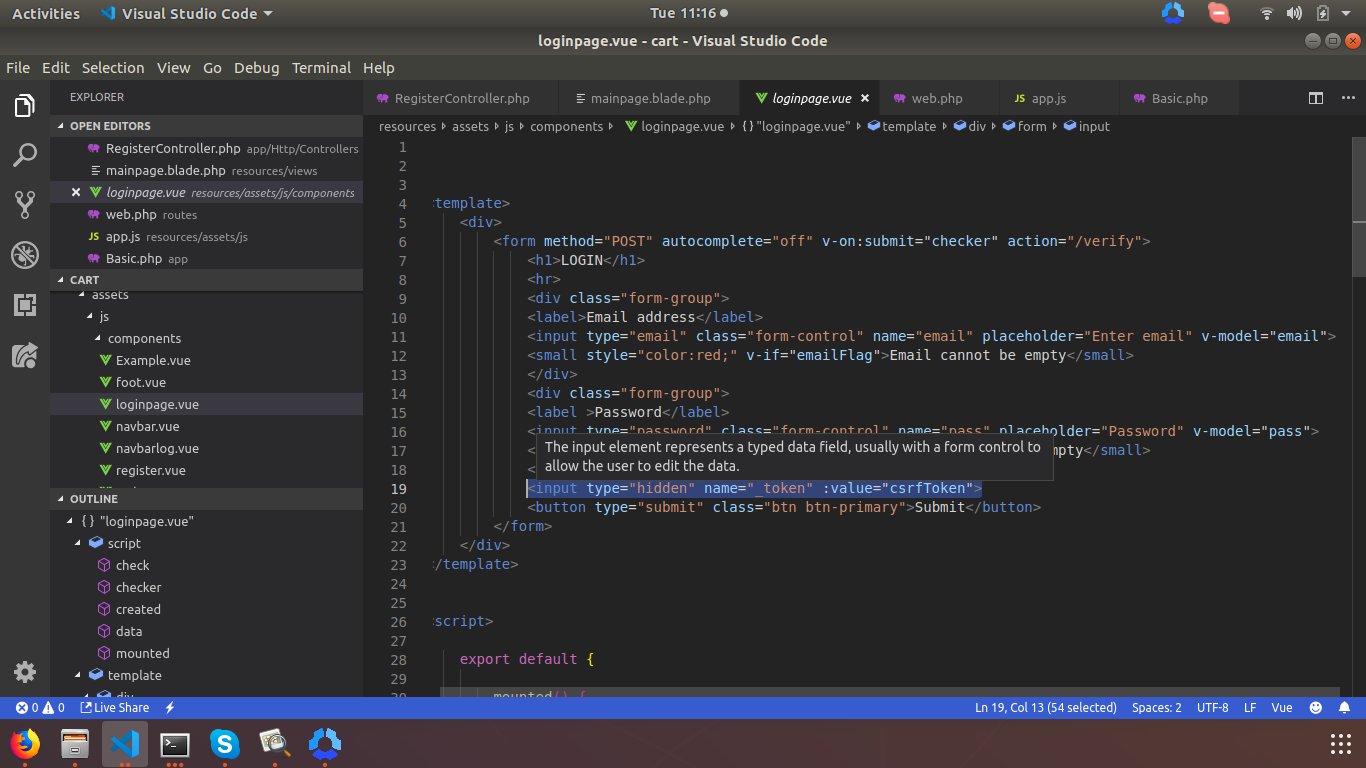 Activities Visual Studio Code Tue 11:16
loginpage.vue - cart - Visual Studio Code
File Edit Selection View Go Debug Terminal Help
EXPLORER
OPEN EDITORS
RegisterController.php app/Http/Controllers
mainpage.blade.php resources/views
loginpage.vue resources/assets/js/components
web.php routes
app.js resources/assets/js
Basic.php app
CART
assets
js
components
Example.vue
foot.vue
loginpage.vue
navbar.vue
navbarlog.vue
register.vue
OUTLINE
{} "loginpage.vue"
script
check
checker
created
data
mounted
template
div
RegisterController.php mainpage.blade.php loginpage.vue web.php JS app.js Basic.php
resources assets js components loginpage.vue {} "loginpage.vue" template div form input
1
2
3
4 template>
5 <div>
6 <form method="POST" autocomplete="off" v-on:submit="checker" action="/verify">
7 <h1>LOGIN</h1>
8 <hr>
9 <div class="form-group">
10 <label>Email address</label>
11 <input type="email" class="form-control" name="email" placeholder="Enter email" v-model="email">
12 <small style="color:red;" v-if="emailFlag">Email cannot be empty</small>
13 </div>
14 <div class="form-group">
15 <label >Password</label>
16 <input type="password" class="form-control" name="pass" placeholder="Password" v-model="pass">
The input element represents a typed data field, usually with a form control to
allow the user to edit the data.
17 < mpty</small>
18 <
19 <input type="hidden" name="_token" :value="csrfToken">
20 <button type="submit" class="btn btn-primary">Submit</button>
21 </form>
22 </div>
23 /template>
24
25
26 script>
27
28 export default {
29
30 mounted() {
0 0 Live Share Ln 19, Col 13 (54 selected) Spaces: 2 UTF-8 LF Vue